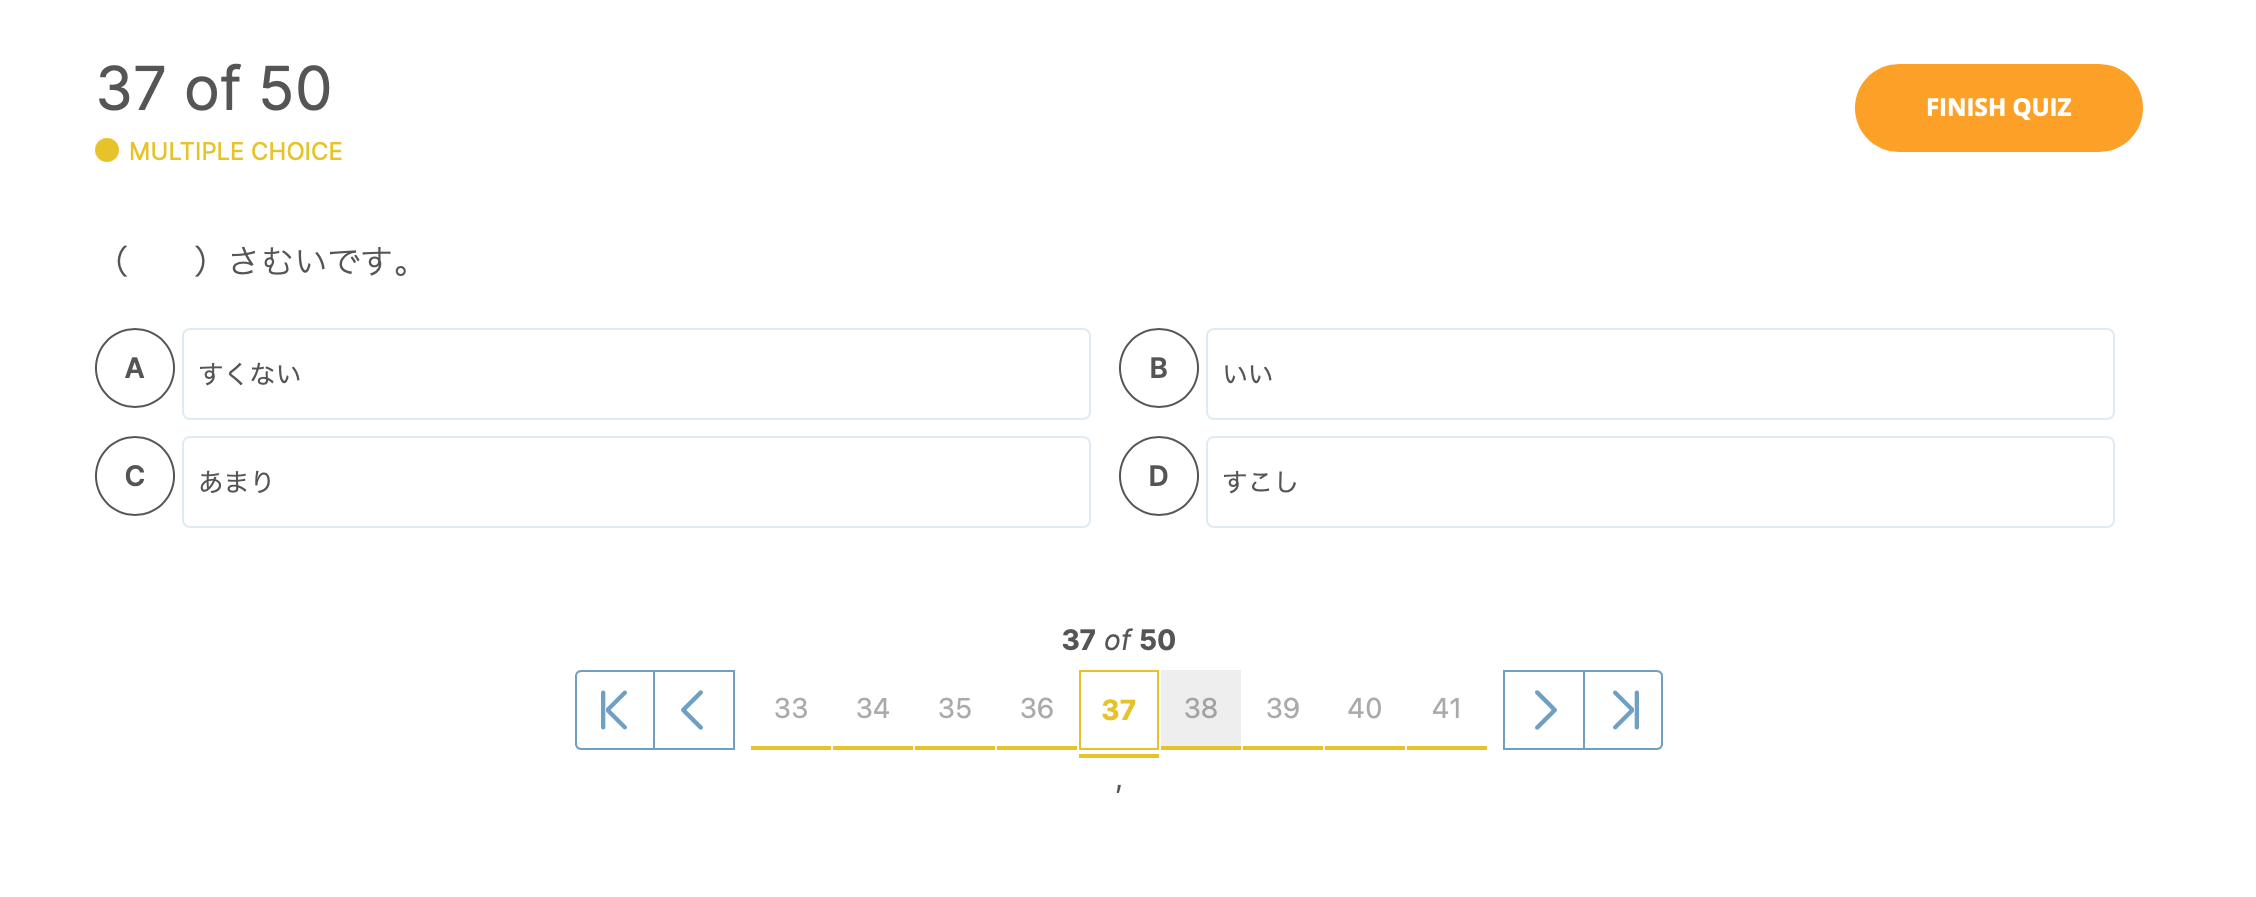 37 of 50
FINISH QUIZ
MULTIPLE CHOICE
（　　）さむいです。
A すくない
B いい
C あまり
D すこし
37 of 50
33 34 35 36 37 38 39 40 41
,